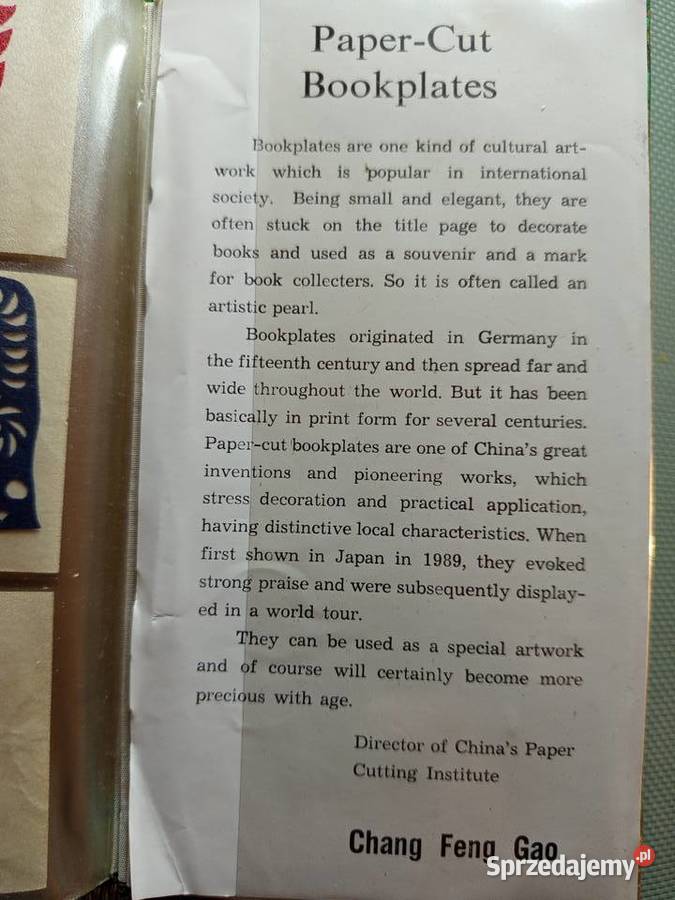 Paper-Cut
Bookplates
Bookplates are one kind of cultural art-
work which is popular in international
society. Being small and elegant, they are
often stuck on the title page to decorate
books and used as a souvenir and a mark
for book collecters. So it is often called an
artistic pearl.
Bookplates originated in Germany in
the fifteenth century and then spread far and
wide throughout the world. But it has been
basically in print form for several centuries.
Paper-cut bookplates are one of China's great
inventions and pioneering works, which
stress decoration and practical application,
having distinctive local characteristics. When
first shown in Japan in 1989, they evoked
strong praise and were subsequently display-
ed in a world tour.
They can be used as a special artwork
and of course will certainly become more
precious with age.
Director of China's Paper
Cutting Institute
Chang Feng Gao
Sprzedajemy.pl